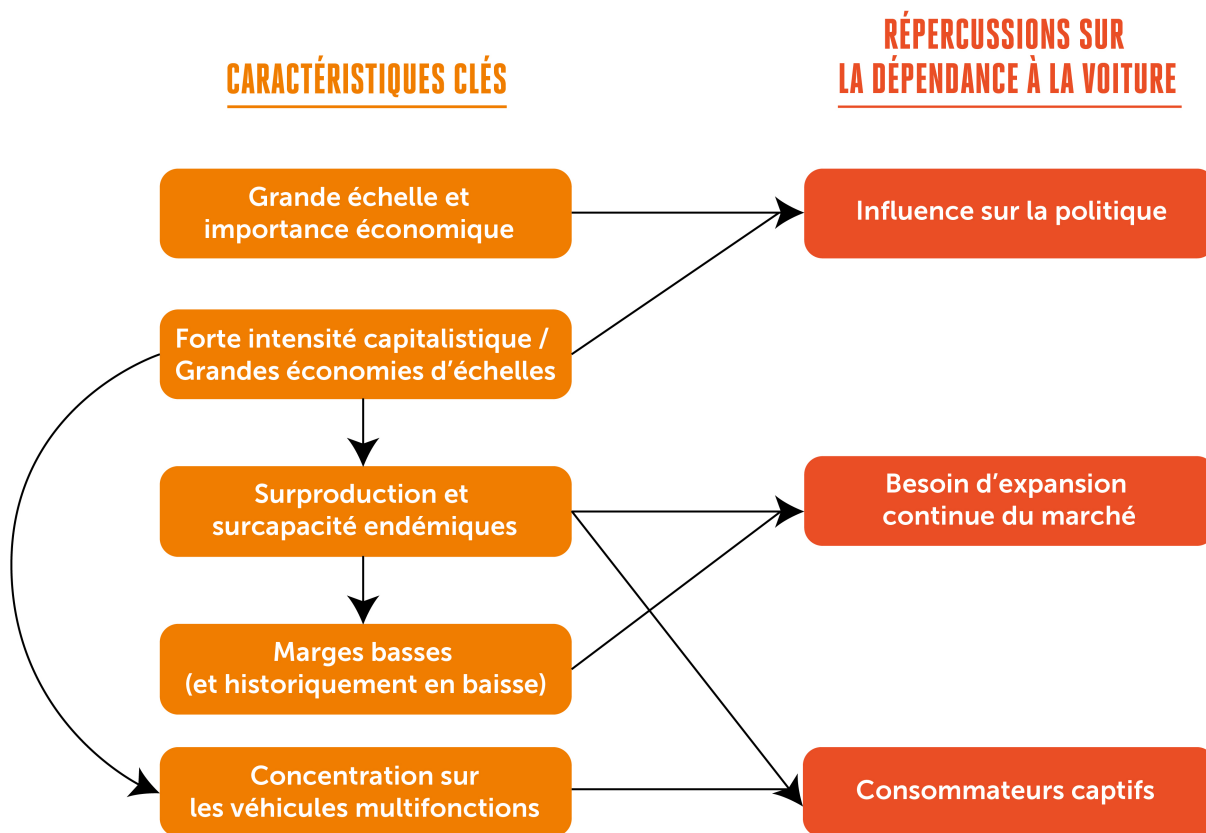 CARACTÉRISTIQUES CLÉS
RÉPERCUSSIONS SUR
LA DÉPENDANCE À LA VOITURE
Grande échelle et
importance économique
Influence sur la politique
Forte intensité capitalistique /
Grandes économies d’échelles
Surproduction et
surcapacité endémiques
Besoin d’expansion
continue du marché
Marges basses
(et historiquement en baisse)
Concentration sur
les véhicules multifonctions
Consommateurs captifs